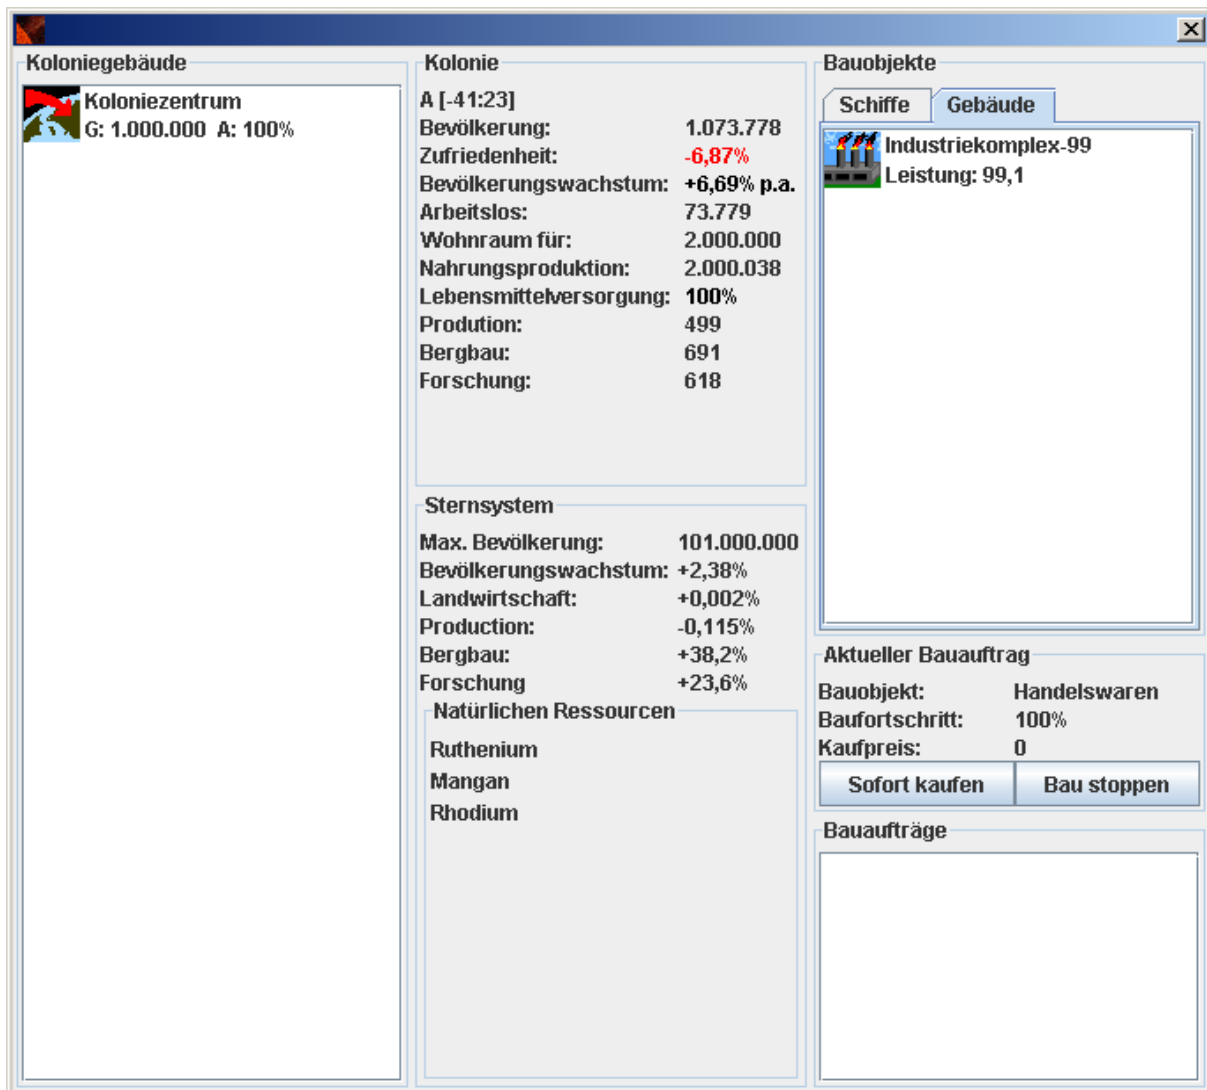 Koloniegebäude
Koloniezentrum
G: 1.000.000 A: 100%
Kolonie
A [-41:23]
Bevölkerung: 1.073.778
Zufriedenheit: -6,87%
Bevölkerungswachstum: +6,69% p.a.
Arbeitslos: 73.779
Wohnraum für: 2.000.000
Nahrungsproduktion: 2.000.038
Lebensmittelversorgung: 100%
Prodution: 499
Bergbau: 691
Forschung: 618
Sternsystem
Max. Bevölkerung: 101.000.000
Bevölkerungswachstum: +2,38%
Landwirtschaft: +0,002%
Production: -0,115%
Bergbau: +38,2%
Forschung +23,6%
Natürlichen Ressourcen
Ruthenium
Mangan
Rhodium
Bauobjekte
Schiffe Gebäude
Industriekomplex-99
Leistung: 99,1
Aktueller Bauauftrag
Bauobjekt: Handelswaren
Baufortschritt: 100%
Kaufpreis: 0
Sofort kaufen Bau stoppen
Bauaufträge